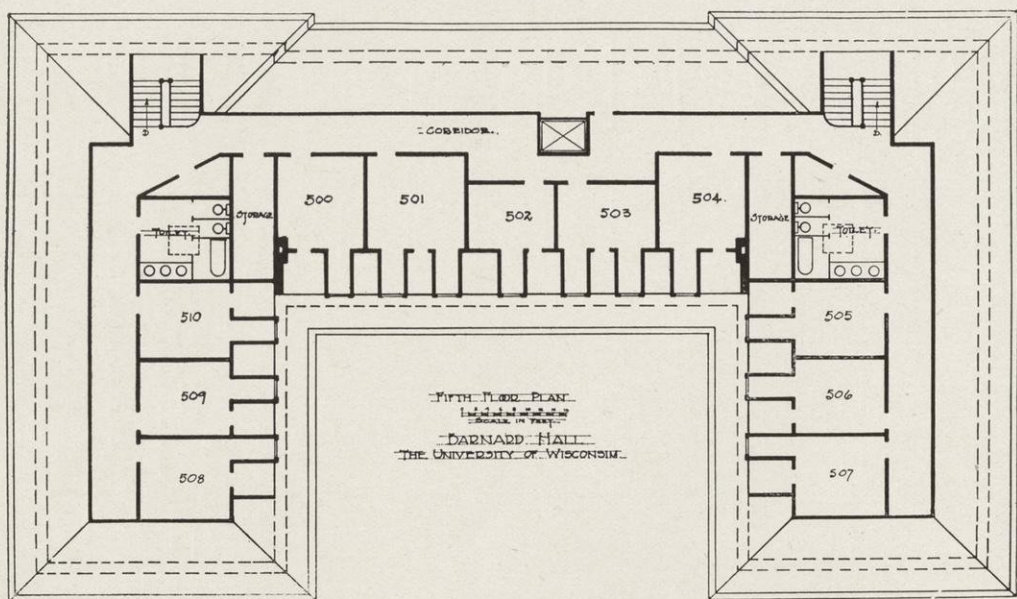 D.
D.
CORRIDOR.
500
501
502
503
504.
STORAGE
STORAGE
TOILET.
TOILET.
510
505
509
506
508
507
FIFTH FLOOR PLAN
SCALE IN FEET
BARNARD HALL
THE UNIVERSITY OF WISCONSIN